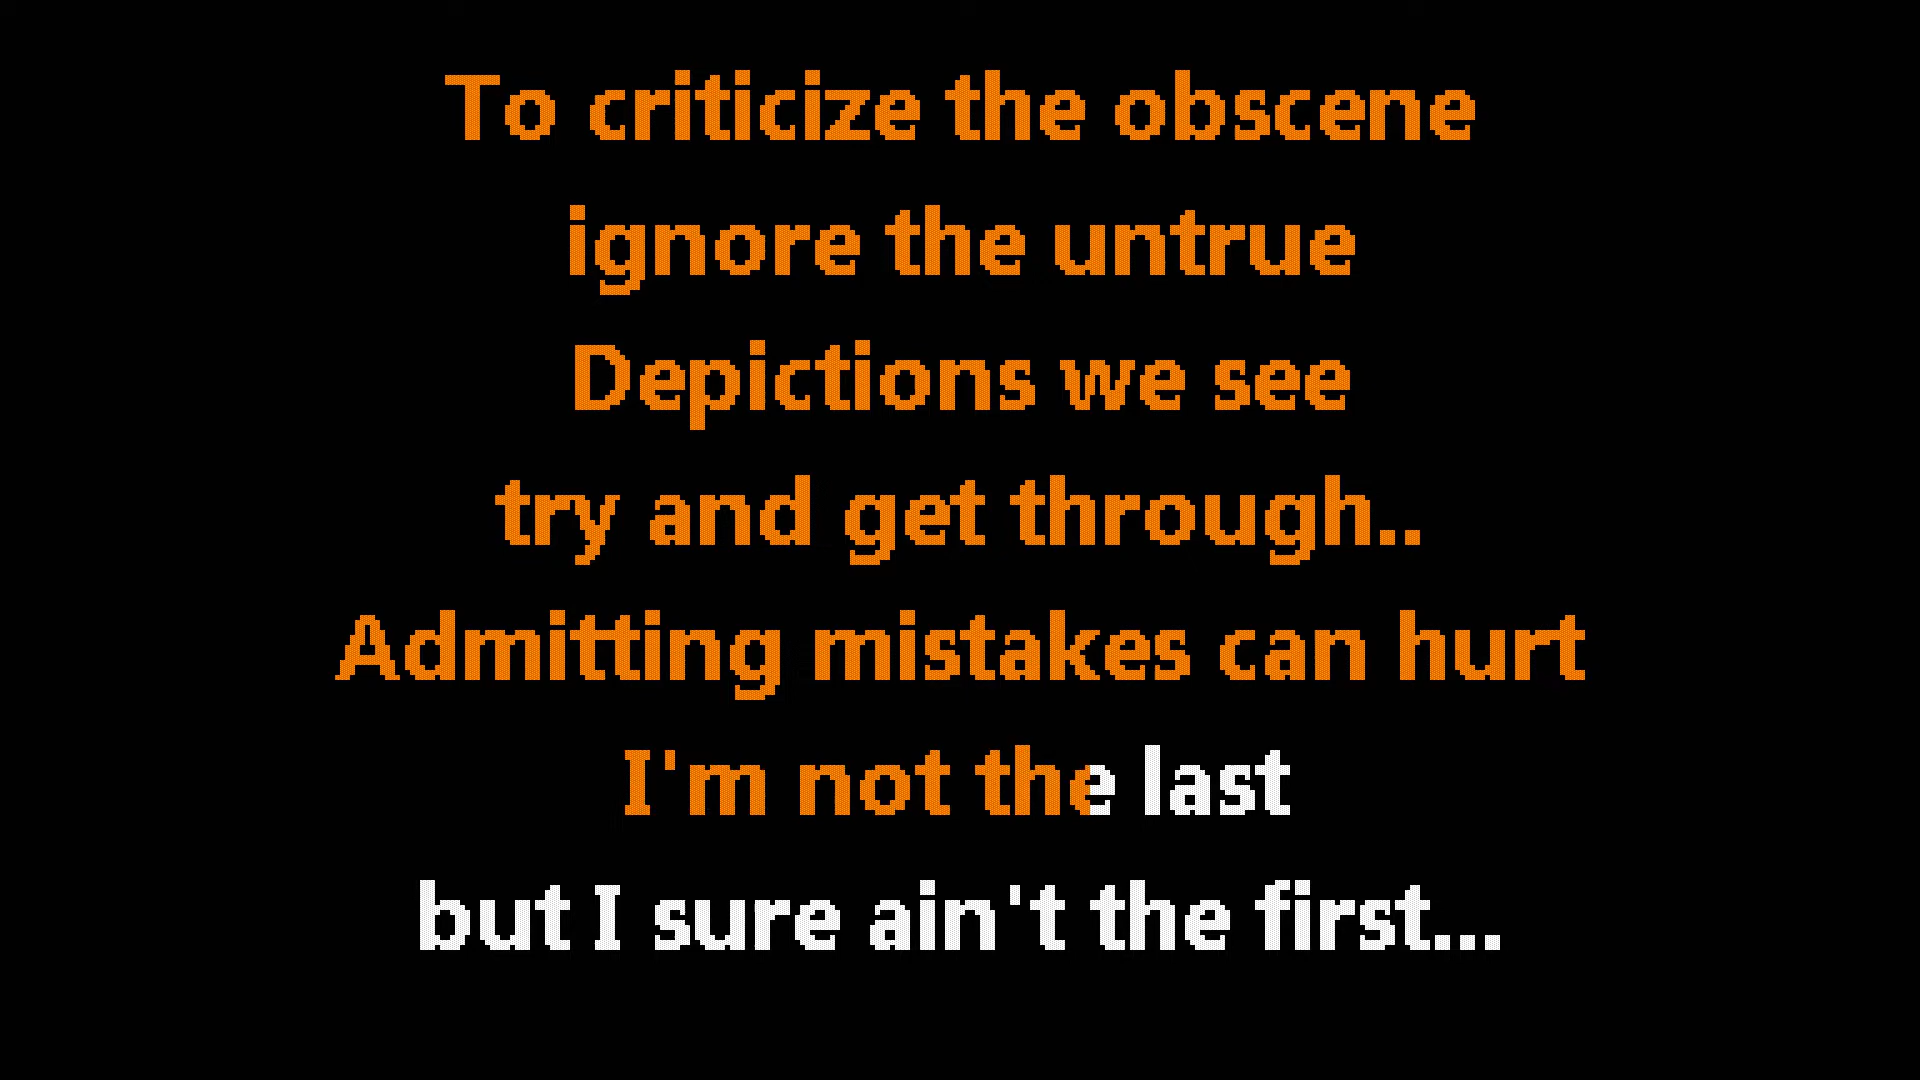 To criticize the obscene
ignore the untrue
Depictions we see
try and get through..
Admitting mistakes can hurt
I'm not the last
but I sure ain't the first...